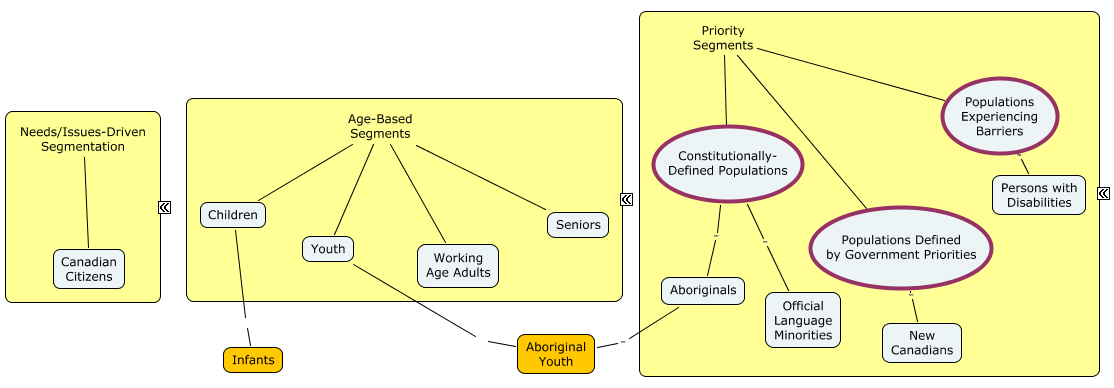 Needs/Issues-Driven
Segmentation
Canadian
Citizens
Age-Based
Segments
Children
Youth
Working
Age Adults
Seniors
Infants
Aboriginal
Youth
Priority
Segments
Constitutionally-
Defined Populations
Populations
Experiencing
Barriers
Persons with
Disabilities
Populations Defined
by Government Priorities
Aboriginals
Official
Language
Minorities
New
Canadians